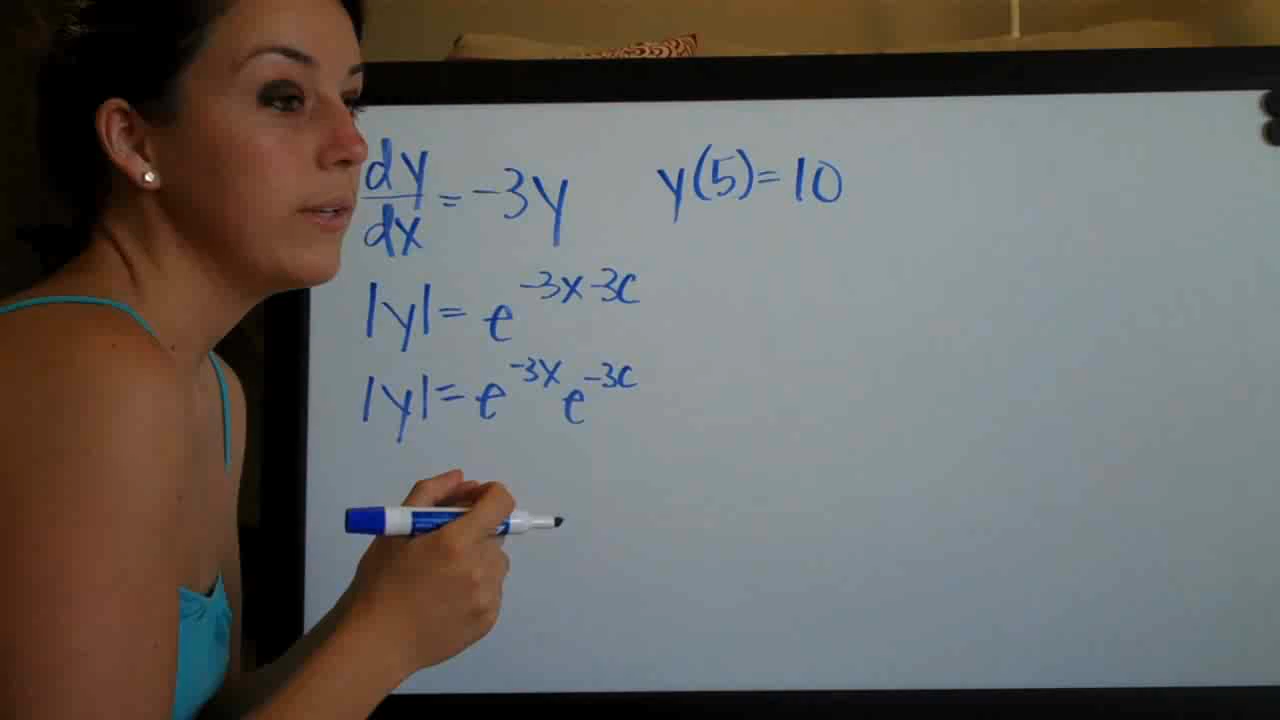 dy/dx = -3y y(5) = 10
|y| = e^{-3x-3c}
|y| = e^{-3x} e^{-3c}